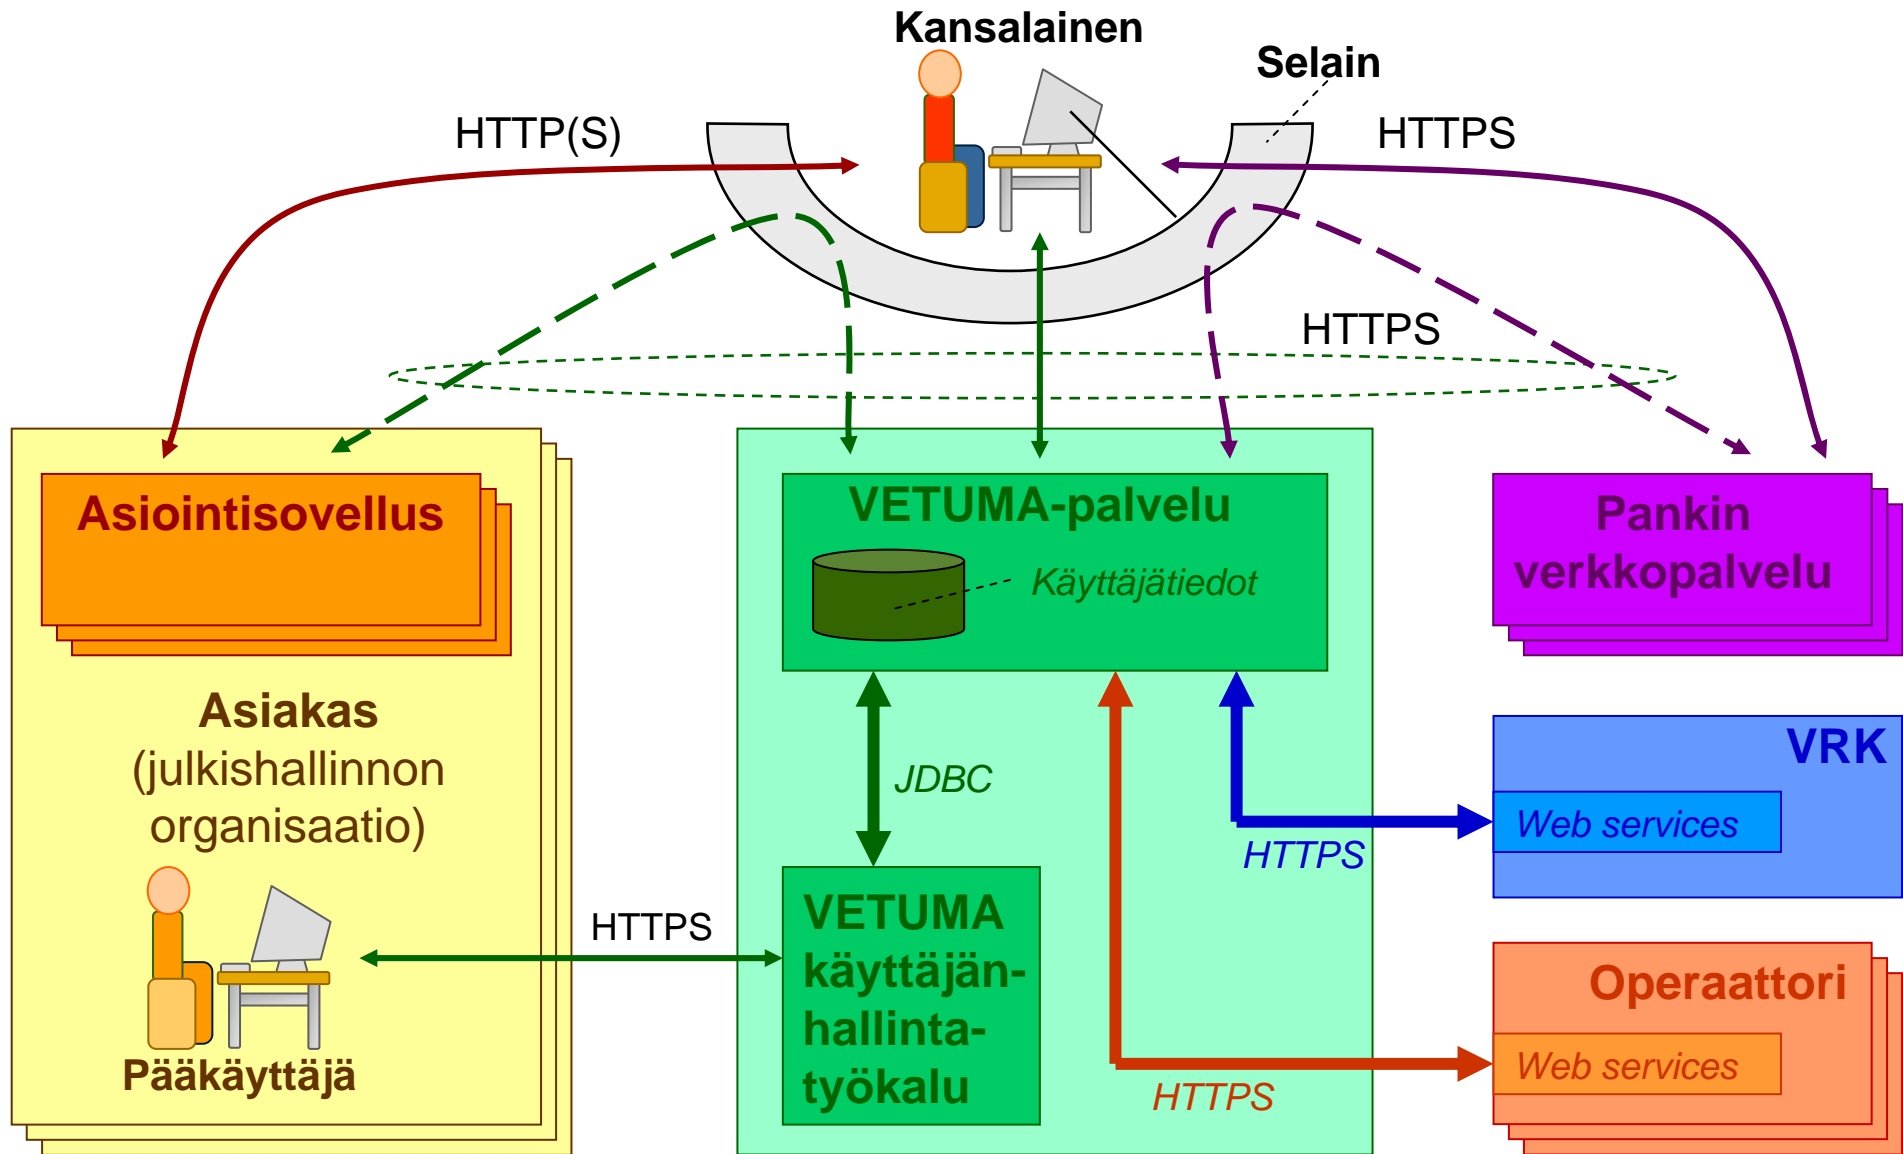 Kansalainen
Selain
HTTP(S)
HTTPS
HTTPS
Asiointisovellus
VETUMA-palvelu
Käyttäjätiedot
Pankin
verkkopalvelu
Asiakas
(julkishallinnon
organisaatio)
JDBC
VRK
Web services
HTTPS
HTTPS
VETUMA
käyttäjän-
hallinta-
työkalu
Pääkäyttäjä
Operaattori
Web services
HTTPS